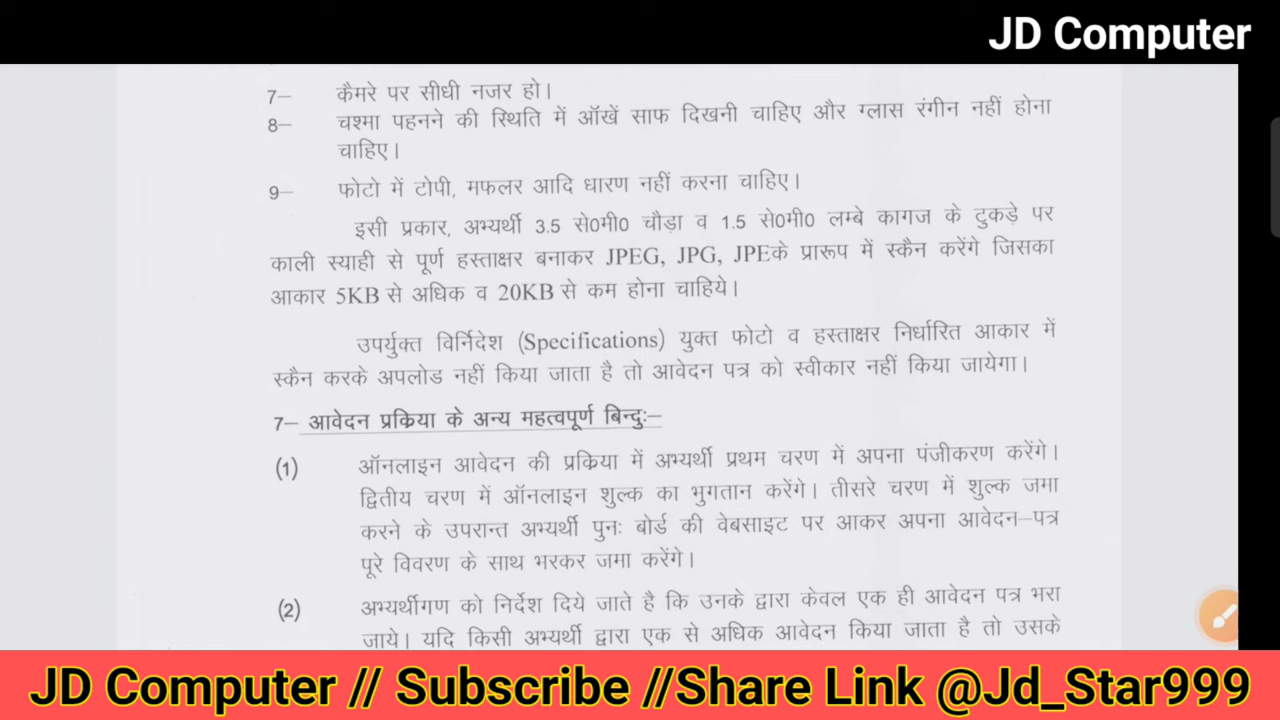 JD Computer
7– कैमरे पर सीधी नजर हो।
8– चश्मा पहनने की स्थिति में ऑखें साफ दिखनी चाहिए और ग्लास रंगीन नहीं होना
चाहिए।
9– फोटो में टोपी, मफलर आदि धारण नहीं करना चाहिए।
इसी प्रकार, अभ्यर्थी 3.5 से0मी0 चौड़ा व 1.5 से0मी0 लम्बे कागज के टुकड़े पर
काली स्याही से पूर्ण हस्ताक्षर बनाकर JPEG, JPG, JPEके प्रारूप में स्कैन करेंगे जिसका
आकार 5KB से अधिक व 20KB से कम होना चाहिये।
उपर्युक्त विर्निदेश (Specifications) युक्त फोटो व हस्ताक्षर निर्धारित आकार में
स्कैन करके अपलोड नहीं किया जाता है तो आवेदन पत्र को स्वीकार नहीं किया जायेगा।
7– आवेदन प्रकिया के अन्य महत्वपूर्ण बिन्दुः–
(1) ऑनलाइन आवेदन की प्रकिया में अभ्यर्थी प्रथम चरण में अपना पंजीकरण करेंगे।
द्वितीय चरण में ऑनलाइन शुल्क का भुगतान करेंगे। तीसरे चरण में शुल्क जमा
करने के उपरान्त अभ्यर्थी पुनः बोर्ड की वेबसाइट पर आकर अपना आवेदन–पत्र
पूरे विवरण के साथ भरकर जमा करेंगे।
(2) अभ्यर्थीगण को निर्देश दिये जाते है कि उनके द्वारा केवल एक ही आवेदन पत्र भरा
जाये। यदि किसी अभ्यर्थी द्वारा एक से अधिक आवेदन किया जाता है तो उसके
JD Computer // Subscribe //Share Link @Jd_Star999